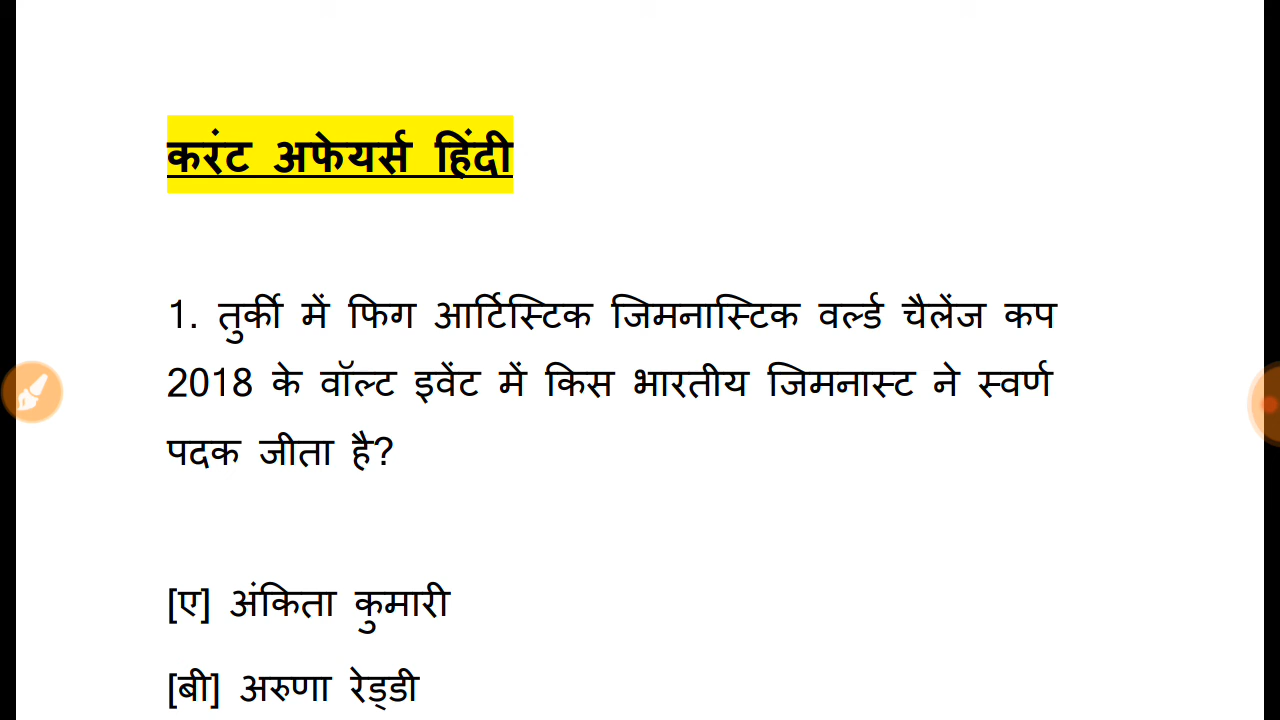 करंट अफेयर्स हिंदी
1. तुर्की में फिग आर्टिस्टिक जिमनास्टिक वर्ल्ड चैलेंज कप
2018 के वॉल्ट इवेंट में किस भारतीय जिमनास्ट ने स्वर्ण
पदक जीता है?
[ए] अंकिता कुमारी
[बी] अरुणा रेड्डी